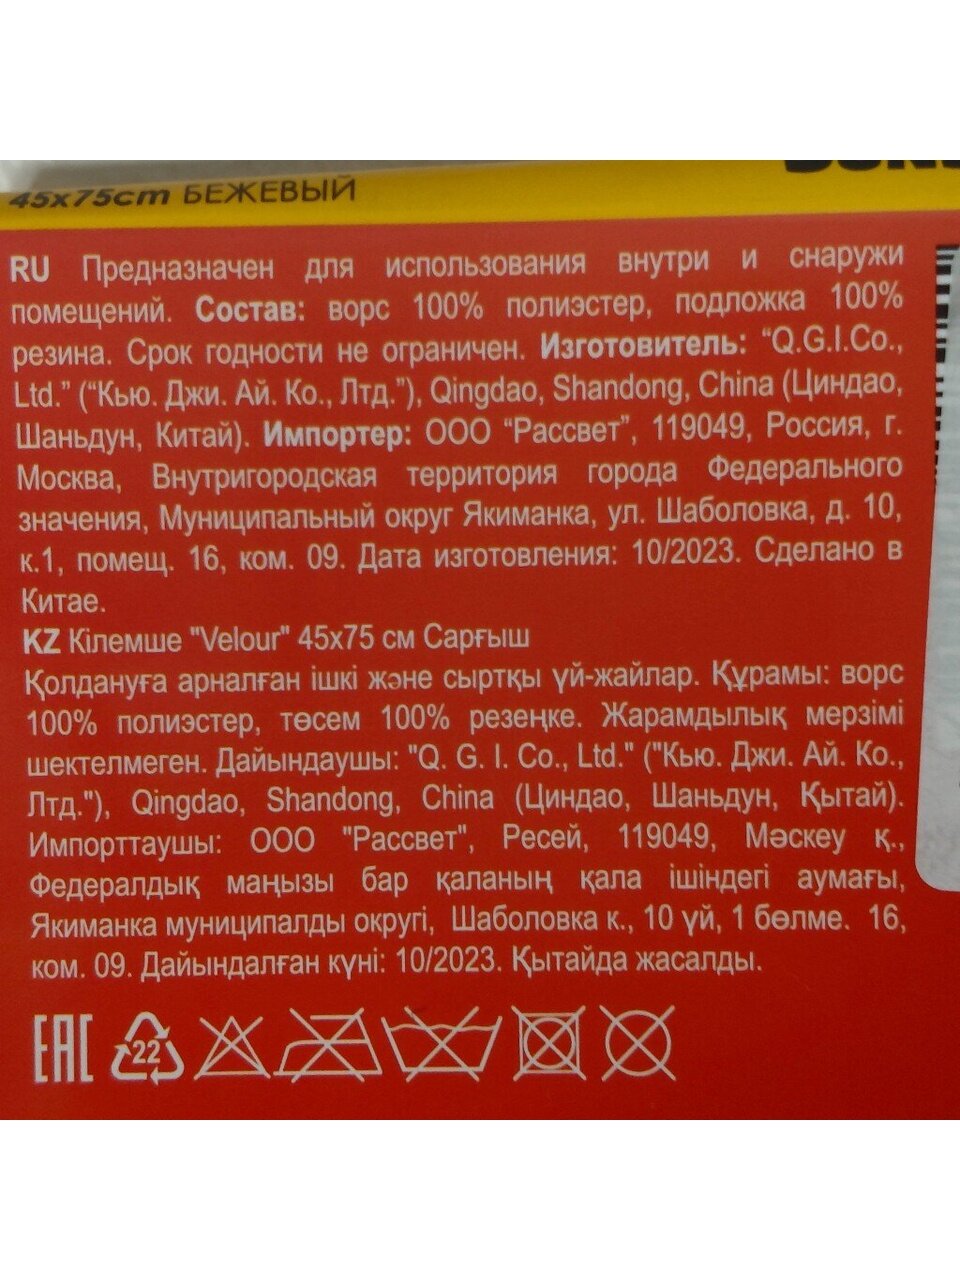 45x75cm БЕЖЕВЫЙ
RU Предназначен для использования внутри и снаружи
помещений. Состав: ворс 100% полиэстер, подложка 100%
резина. Срок годности не ограничен. Изготовитель: “Q.G.I.Co.,
Ltd.” (“Кью. Джи. Ай. Ко., Лтд.”), Qingdao, Shandong, China (Циндао,
Шаньдун, Китай). Импортер: ООО “Рассвет”, 119049, Россия, г.
Москва, Внутригородская территория города Федерального
значения, Муниципальный округ Якиманка, ул. Шаболовка, д. 10,
к.1, помещ. 16, ком. 09. Дата изготовления: 10/2023. Сделано в
Китае.
KZ Кілемше "Velour" 45x75 см Сарғыш
Қолдануға арналған ішкі және сыртқы үй-жайлар. Құрамы: ворс
100% полиэстер, төсем 100% резеңке. Жарамдылық мерзімі
шектелмеген. Дайындаушы: "Q. G. I. Co., Ltd." ("Кью. Джи. Ай. Ко.,
Лтд."), Qingdao, Shandong, China (Циндао, Шаньдун, Қытай).
Импорттаушы: ООО "Рассвет", Ресей, 119049, Мәскеу қ.,
Федералдық маңызы бар қаланың қала ішіндегі аумағы,
Якиманка муниципалды округі, Шаболовка к., 10 үй, 1 бөлме. 16,
ком. 09. Дайындалған күні: 10/2023. Қытайда жасалды.
EAC 22